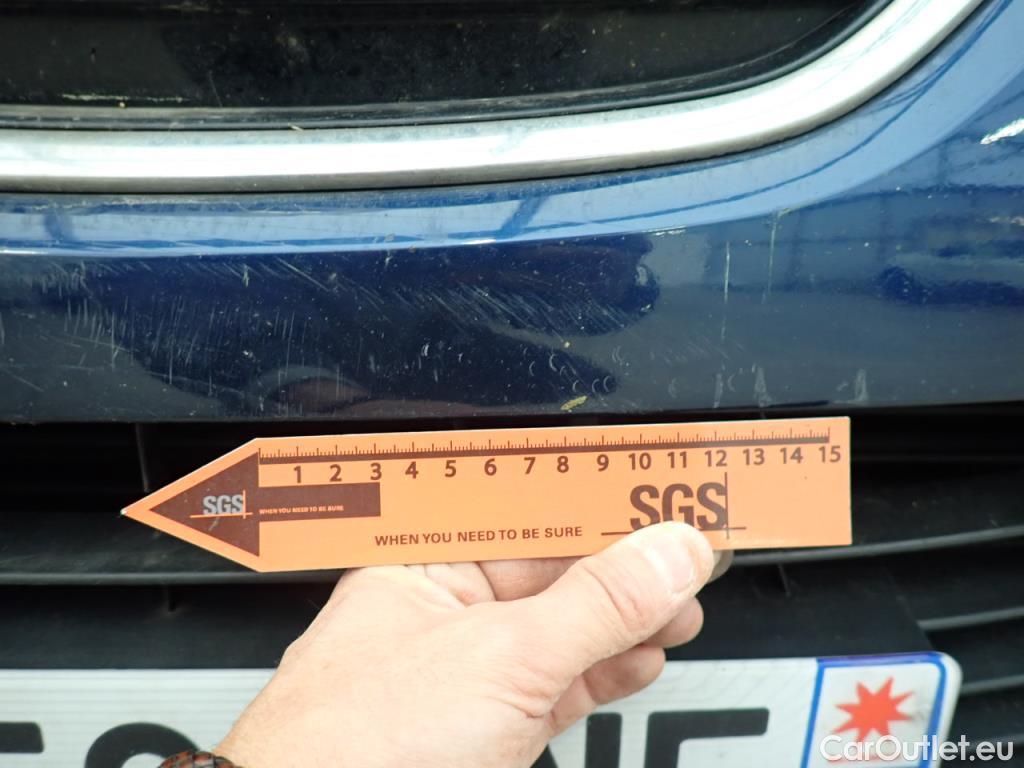 1 2 3 4 5 6 7 8 9 10 11 12 13 14 15
SGS WHEN YOU NEED TO BE SURE
SGS
WHEN YOU NEED TO BE SURE
CarOutlet.eu